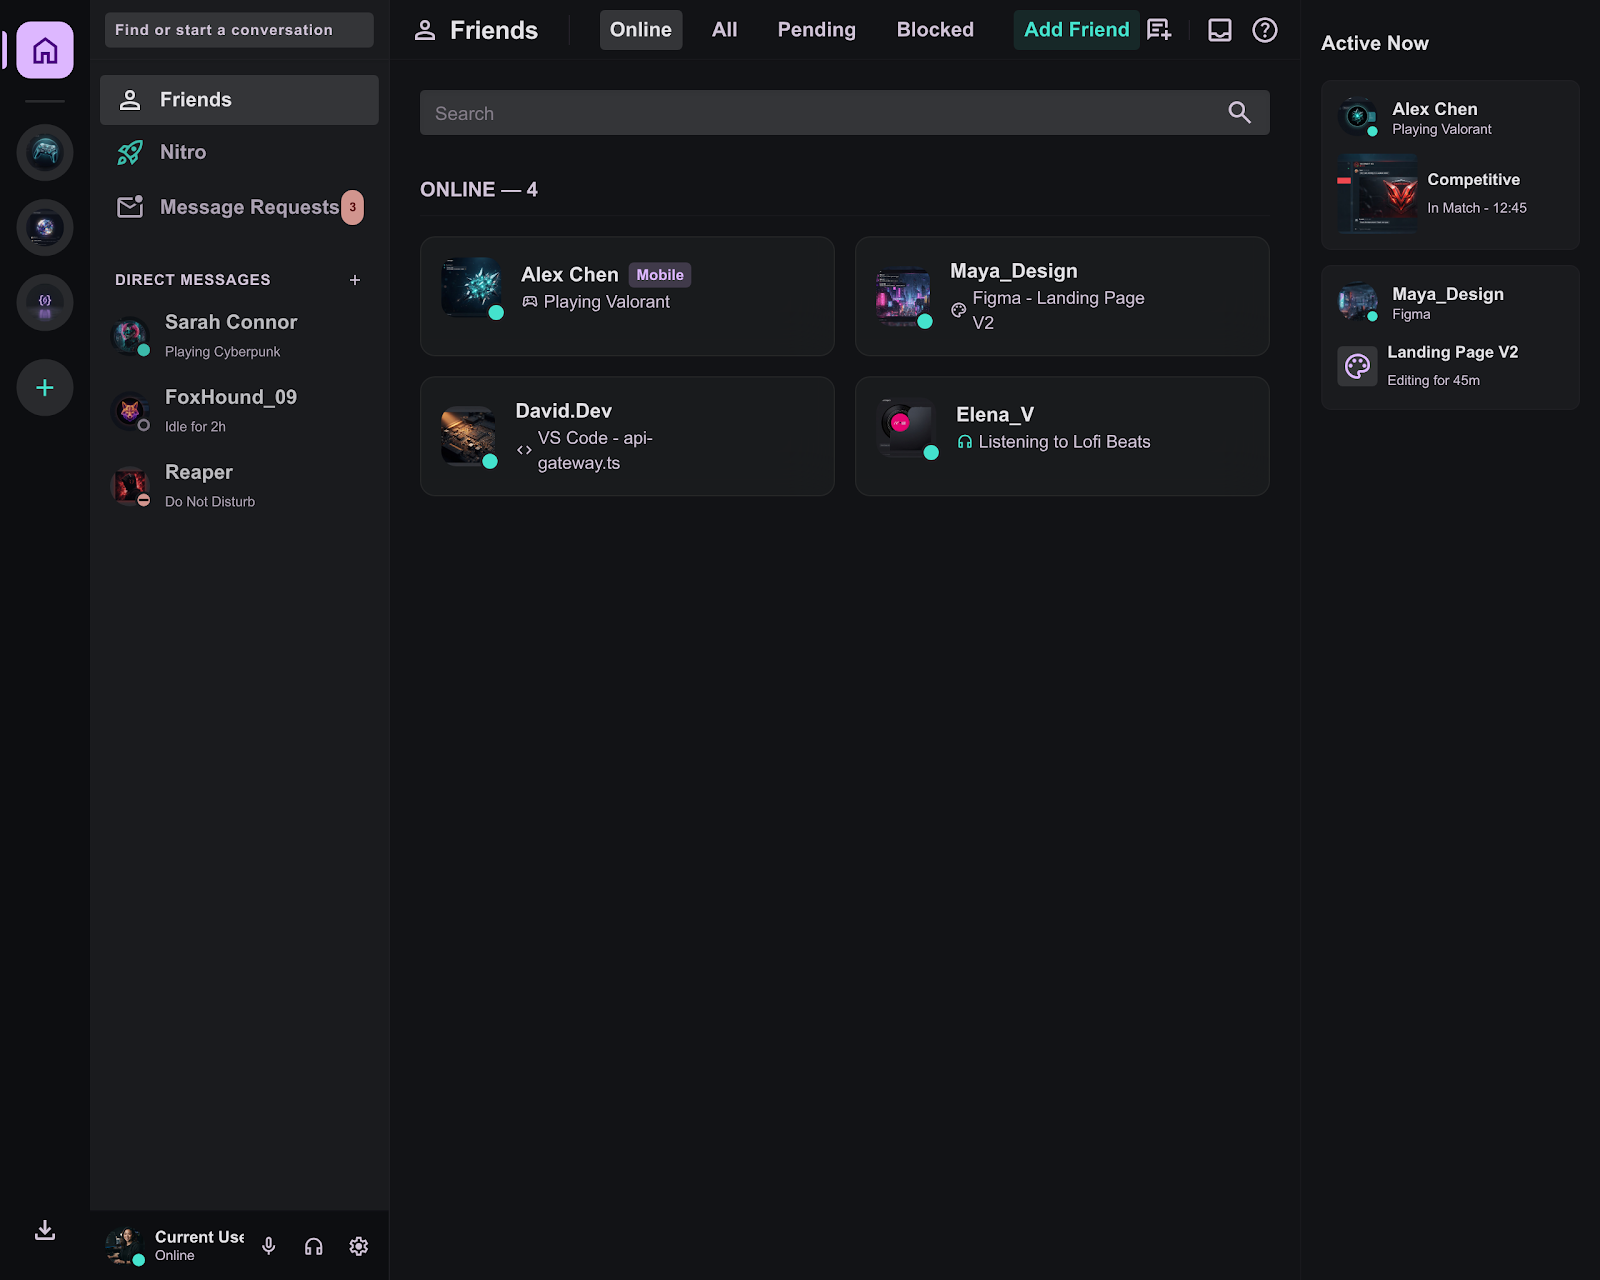 Find or start a conversation
Friends
Nitro
Message Requests 3
DIRECT MESSAGES
Sarah Connor
Playing Cyberpunk
FoxHound_09
Idle for 2h
Reaper
Do Not Disturb
Current Use
Online
Friends
Online
All
Pending
Blocked
Add Friend
Search
ONLINE — 4
Alex Chen Mobile
Playing Valorant
Maya_Design
Figma - Landing Page
V2
David.Dev
VS Code - api-
gateway.ts
Elena_V
Listening to Lofi Beats
Active Now
Alex Chen
Playing Valorant
Competitive
In Match - 12:45
Maya_Design
Figma
Landing Page V2
Editing for 45m